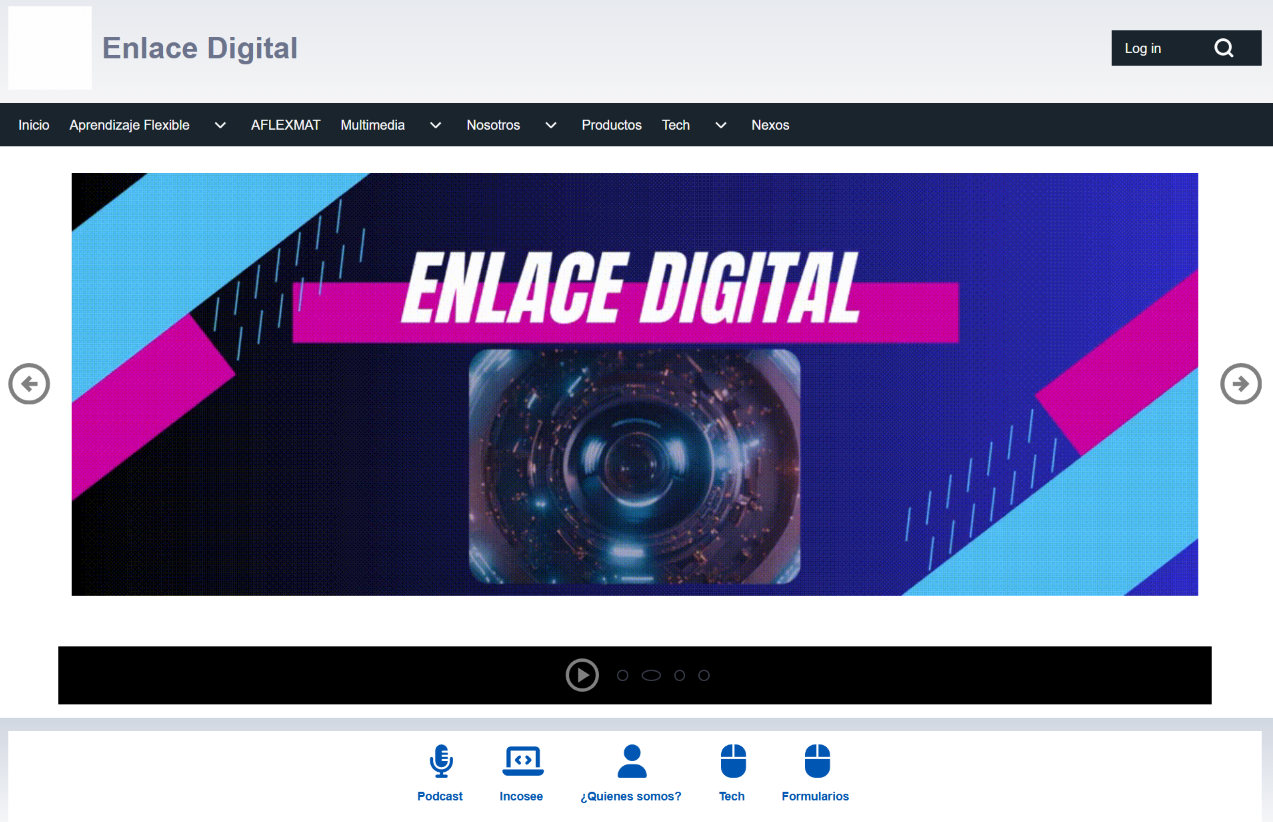 Enlace Digital
Log in
Inicio Aprendizaje Flexible AFLEXMAT Multimedia Nosotros Productos Tech Nexos
ENLACE DIGITAL
Podcast Incosee ¿Quienes somos? Tech Formularios